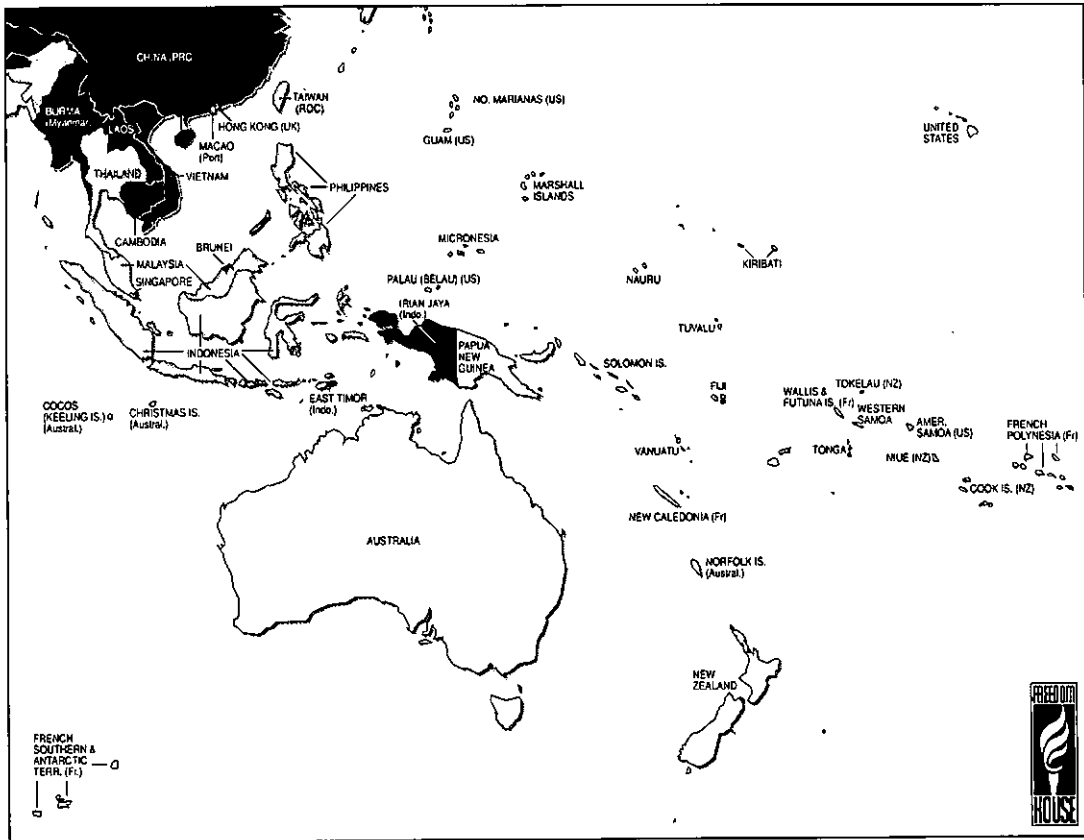 CHINA, PRC
TAIWAN
(ROC)
NO. MARIANAS (US)
BURMA
(Myanmar)
LAOS
HONG KONG (UK)
MACAO
(Port)
GUAM (US)
UNITED
STATES
THAILAND
VIETNAM
PHILIPPINES
MARSHALL
ISLANDS
CAMBODIA
BRUNEI
MICRONESIA
MALAYSIA
SINGAPORE
PALAU (BELAU) (US)
NAURU
KIRIBATI
IRIAN JAYA
(Indo.)
TUVALU
PAPUA
NEW
GUINEA
INDONESIA
SOLOMON IS.
EAST TIMOR
(Indo.)
FIJI
WALLIS &
FUTUNA IS. (Fr)
TOKELAU (NZ)
COCOS
(KEELING IS.)
(Austral.)
CHRISTMAS IS.
(Austral.)
WESTERN
SAMOA
AMER.
SAMOA (US)
FRENCH
POLYNESIA (Fr)
VANUATU
TONGA
NIUE (NZ)
COOK IS. (NZ)
NEW CALEDONIA (Fr)
AUSTRALIA
NORFOLK IS.
(Austral.)
NEW
ZEALAND
FRENCH
SOUTHERN &
ANTARCTIC
TERR. (Fr.)
FREEDOM
HOUSE